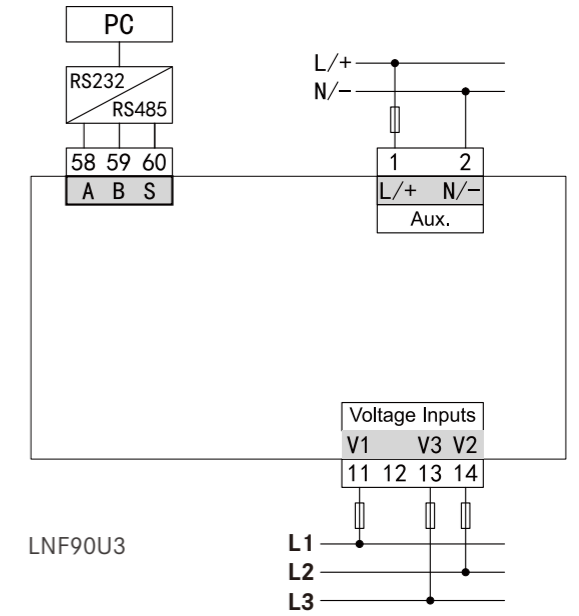 PC
RS232
RS485
58 59 60
A B S
L/+
N/-
1 2
L/+ N/-
Aux.
Voltage Inputs
V1 V3 V2
11 12 13 14
LNF90U3
L1
L2
L3